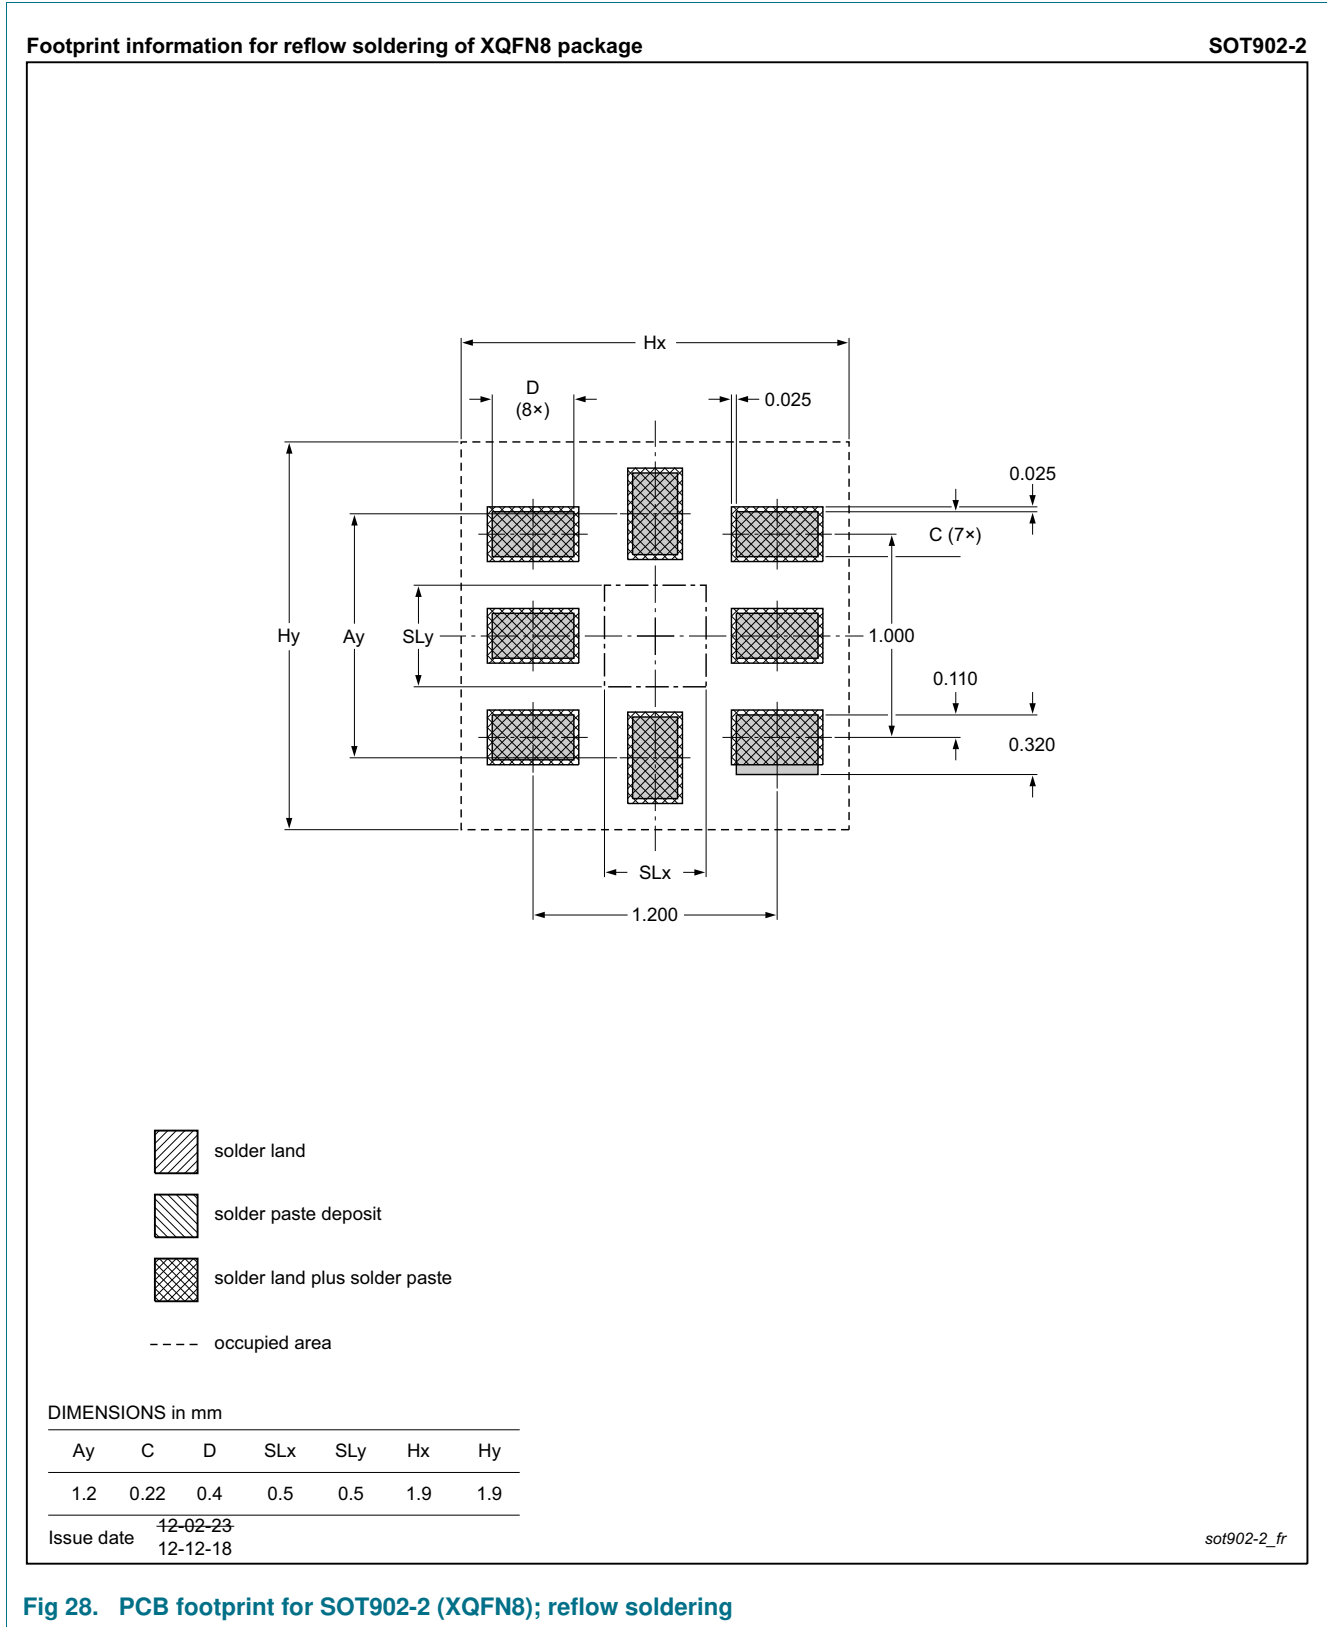 Footprint information for reflow soldering of XQFN8 package SOT902-2
Hx
D
(8×)
0.025
0.025
C (7×)
Hy
Ay
SLy
1.000
0.110
0.320
SLx
1.200
solder land
solder paste deposit
solder land plus solder paste
occupied area
DIMENSIONS in mm
Ay C D SLx SLy Hx Hy
1.2 0.22 0.4 0.5 0.5 1.9 1.9
Issue date
12-02-23
12-12-18
sot902-2_fr
Fig 28. PCB footprint for SOT902-2 (XQFN8); reflow soldering